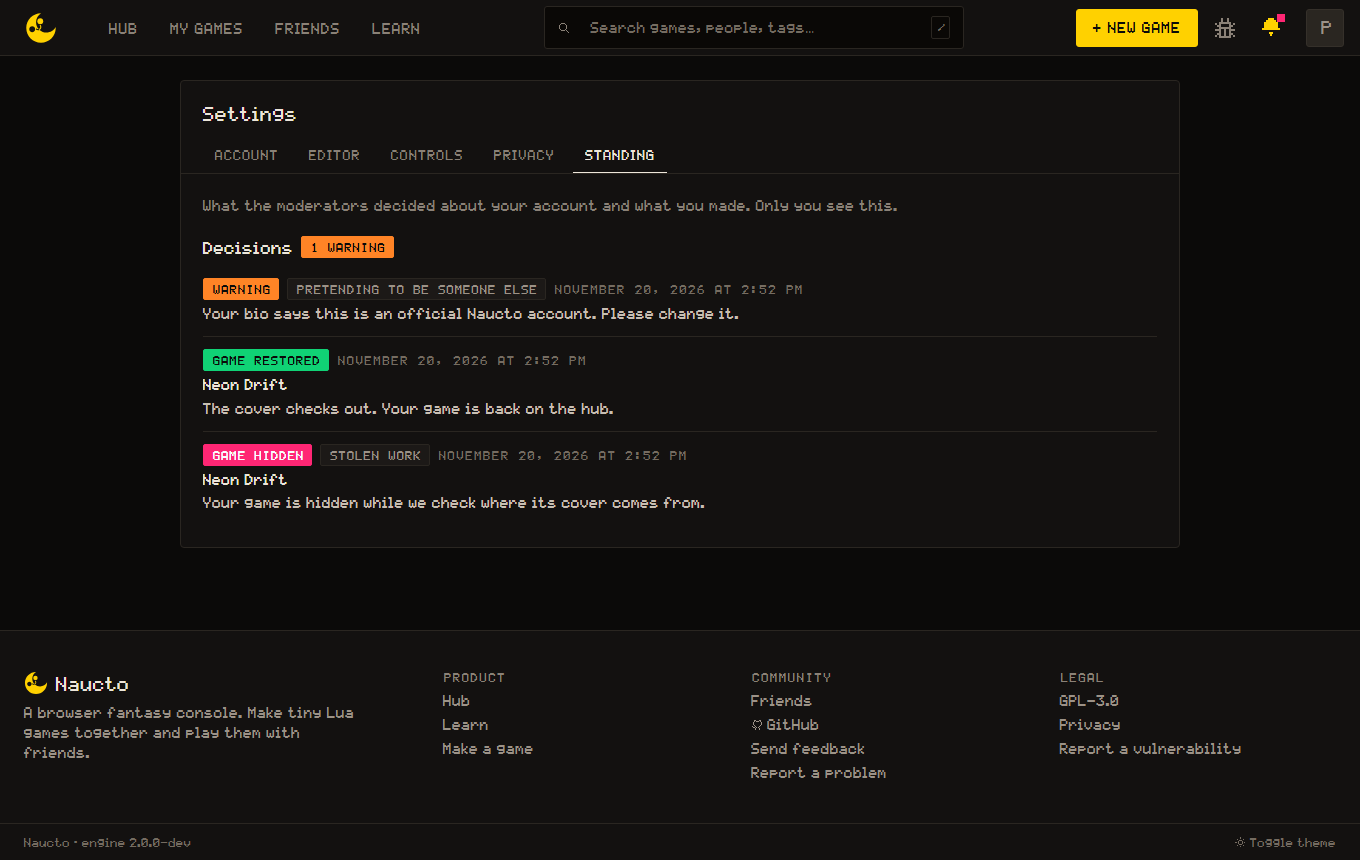 HUB MY GAMES FRIENDS LEARN Search games, people, tags... / + NEW GAME P
Settings
ACCOUNT EDITOR CONTROLS PRIVACY STANDING
What the moderators decided about your account and what you made. Only you see this.
Decisions 1 WARNING
WARNING PRETENDING TO BE SOMEONE ELSE NOVEMBER 20, 2026 AT 2:52 PM
Your bio says this is an official Naucto account. Please change it.
GAME RESTORED NOVEMBER 20, 2026 AT 2:52 PM
Neon Drift
The cover checks out. Your game is back on the hub.
GAME HIDDEN STOLEN WORK NOVEMBER 20, 2026 AT 2:52 PM
Neon Drift
Your game is hidden while we check where its cover comes from.
Naucto
A browser fantasy console. Make tiny Lua
games together and play them with
friends.
PRODUCT
Hub
Learn
Make a game
COMMUNITY
Friends
GitHub
Send feedback
Report a problem
LEGAL
GPL-3.0
Privacy
Report a vulnerability
Naucto · engine 2.0.0-dev
Toggle theme